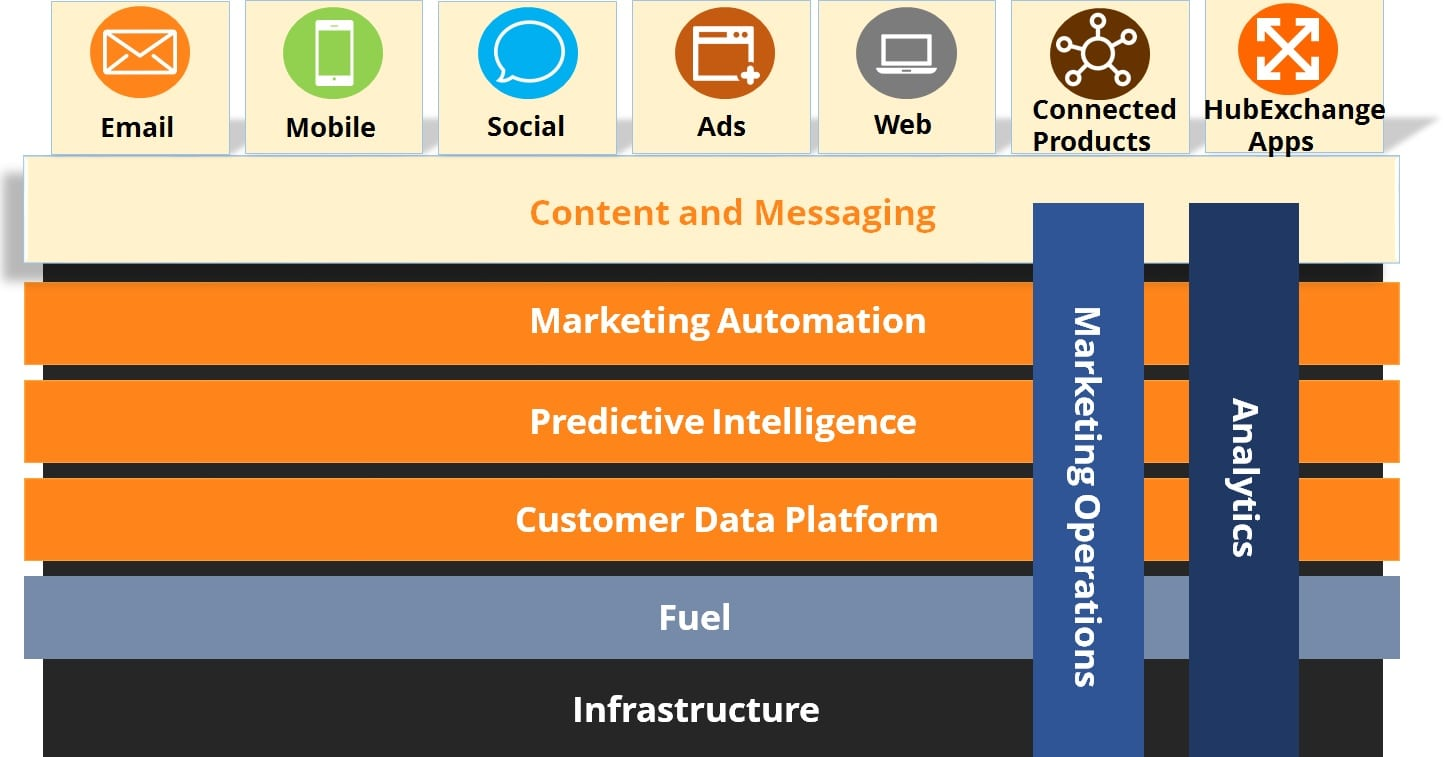 Email
Mobile
Social
Ads
Web
Connected
Products
HubExchange
Apps
Content and Messaging
Marketing Automation
Predictive Intelligence
Customer Data Platform
Fuel
Infrastructure
Marketing Operations
Analytics